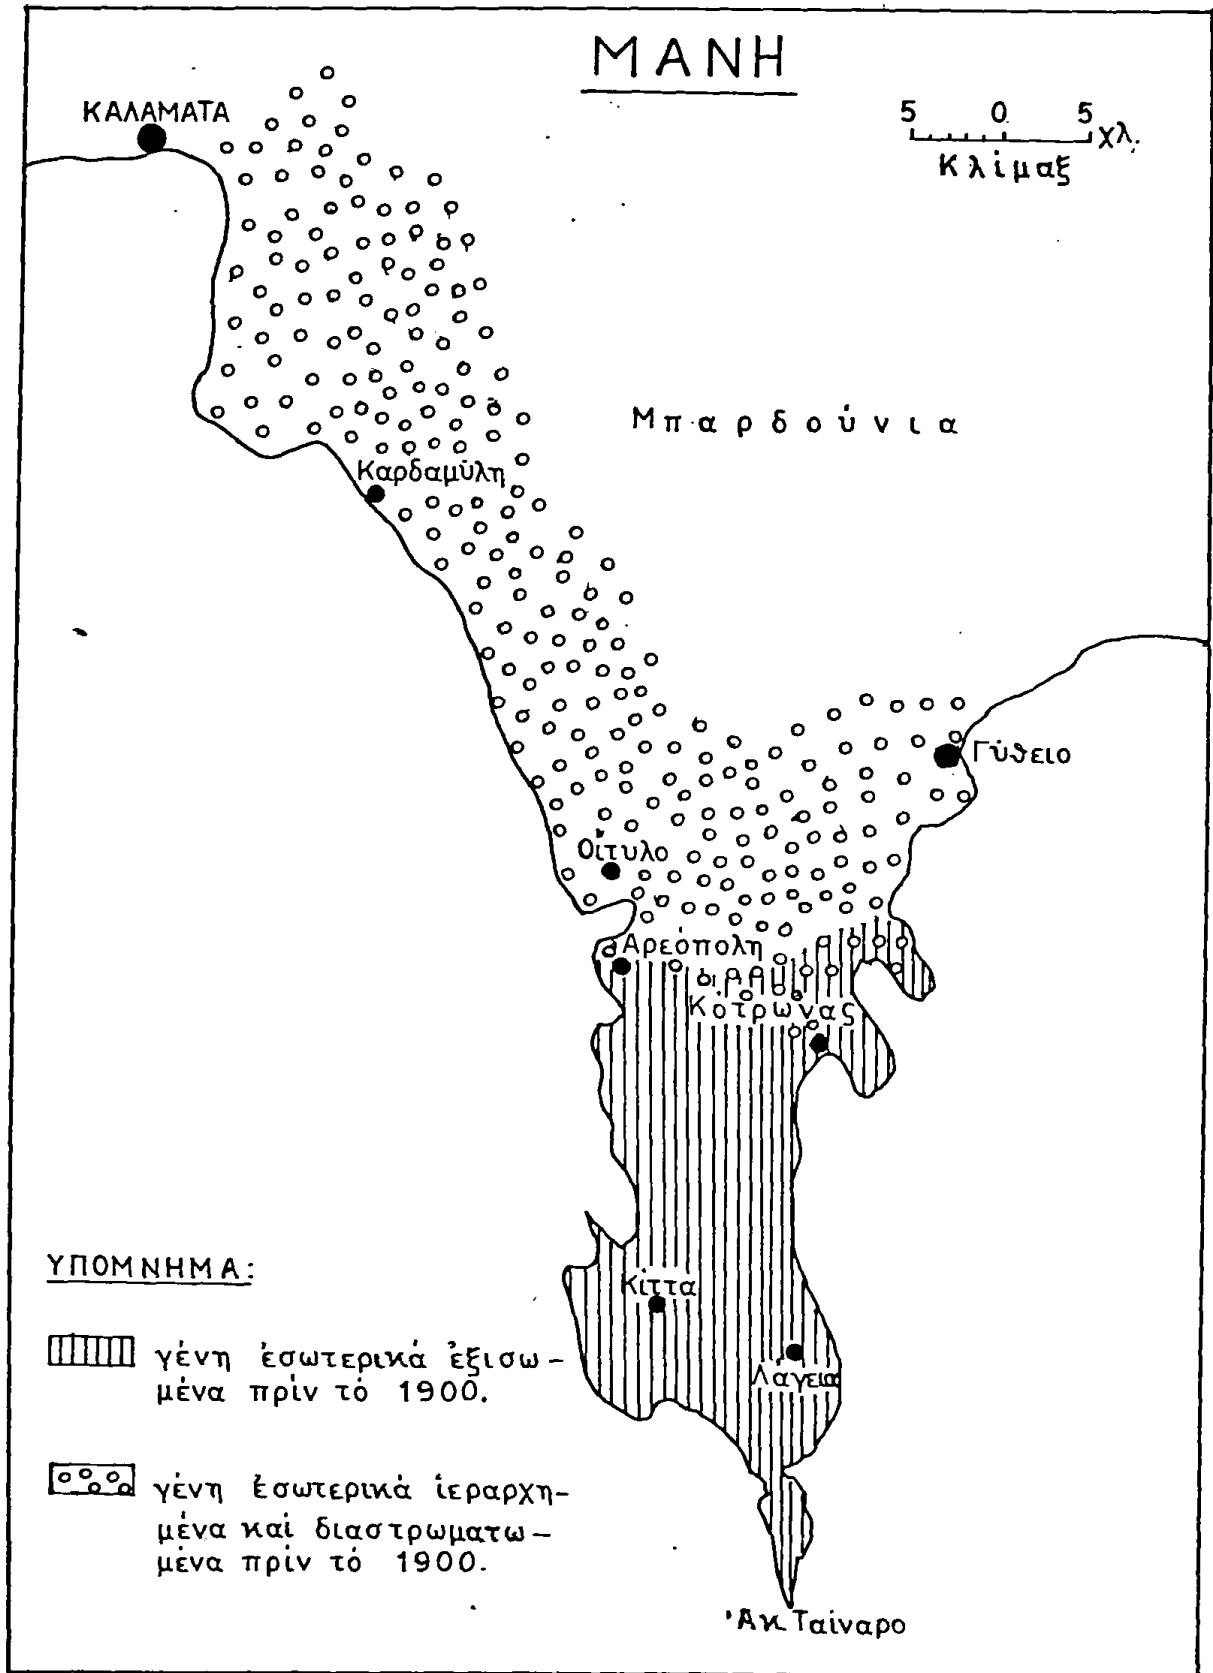 ΜΑΝΗ
ΚΑΛΑΜΑΤΑ
5 0 5 χλ.
Κλίμαξ
Μπαρδούνια
Καρδαμύλη
Γύθειο
Οἴτυλο
Αρεόπολη
Κότρωνας
Κίττα
Λάγεια
ΥΠΟΜΝΗΜΑ:
γένη ἐσωτερικά ἐξισω-
μένα πρίν τό 1900.
γένη ἐσωτερικά ἱεραρχη-
μένα καί διαστρωματω-
μένα πρίν τό 1900.
Ἀκ Ταίναρο